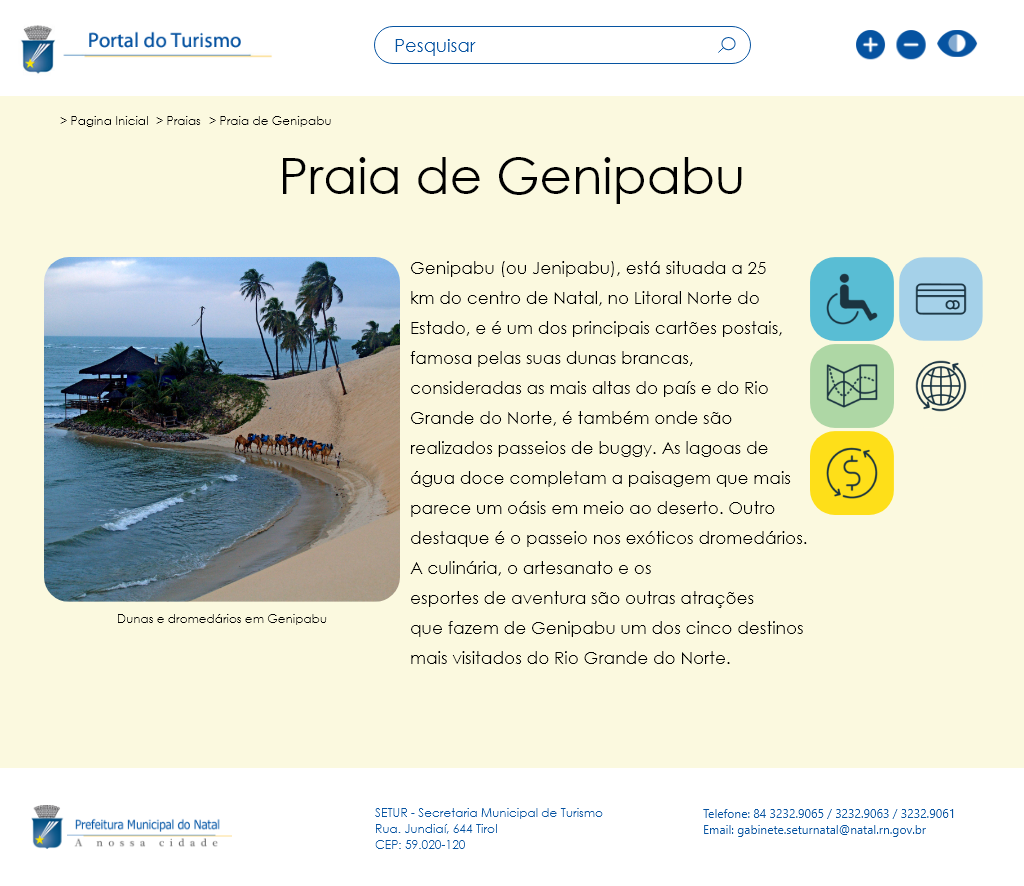 Portal do Turismo
Pesquisar
> Pagina Inicial > Praias > Praia de Genipabu
Praia de Genipabu
Genipabu (ou Jenipabu), está situada a 25
km do centro de Natal, no Litoral Norte do
Estado, e é um dos principais cartões postais,
famosa pelas suas dunas brancas,
consideradas as mais altas do país e do Rio
Grande do Norte, é também onde são
realizados passeios de buggy. As lagoas de
água doce completam a paisagem que mais
parece um oásis em meio ao deserto. Outro
destaque é o passeio nos exóticos dromedários.
A culinária, o artesanato e os
esportes de aventura são outras atrações
que fazem de Genipabu um dos cinco destinos
mais visitados do Rio Grande do Norte.
Dunas e dromedários em Genipabu
Prefeitura Municipal do Natal
A nossa cidade
SETUR - Secretaria Municipal de Turismo
Rua. Jundiaí, 644 Tirol
CEP: 59.020-120
Telefone: 84 3232.9065 / 3232.9063 / 3232.9061
Email: gabinete.seturnatal@natal.rn.gov.br